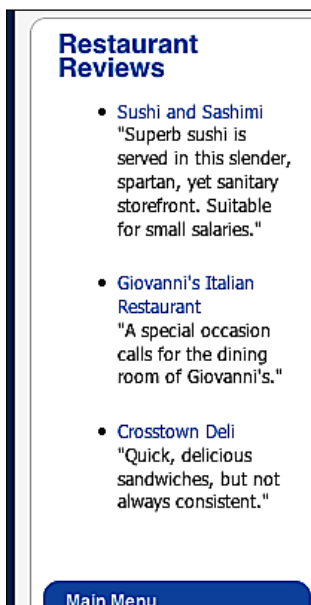 Restaurant
Reviews
Sushi and Sashimi
"Superb sushi is
served in this slender,
spartan, yet sanitary
storefront. Suitable
for small salaries."
Giovanni's Italian
Restaurant
"A special occasion
calls for the dining
room of Giovanni's."
Crosstown Deli
"Quick, delicious
sandwiches, but not
always consistent."
Main Menu